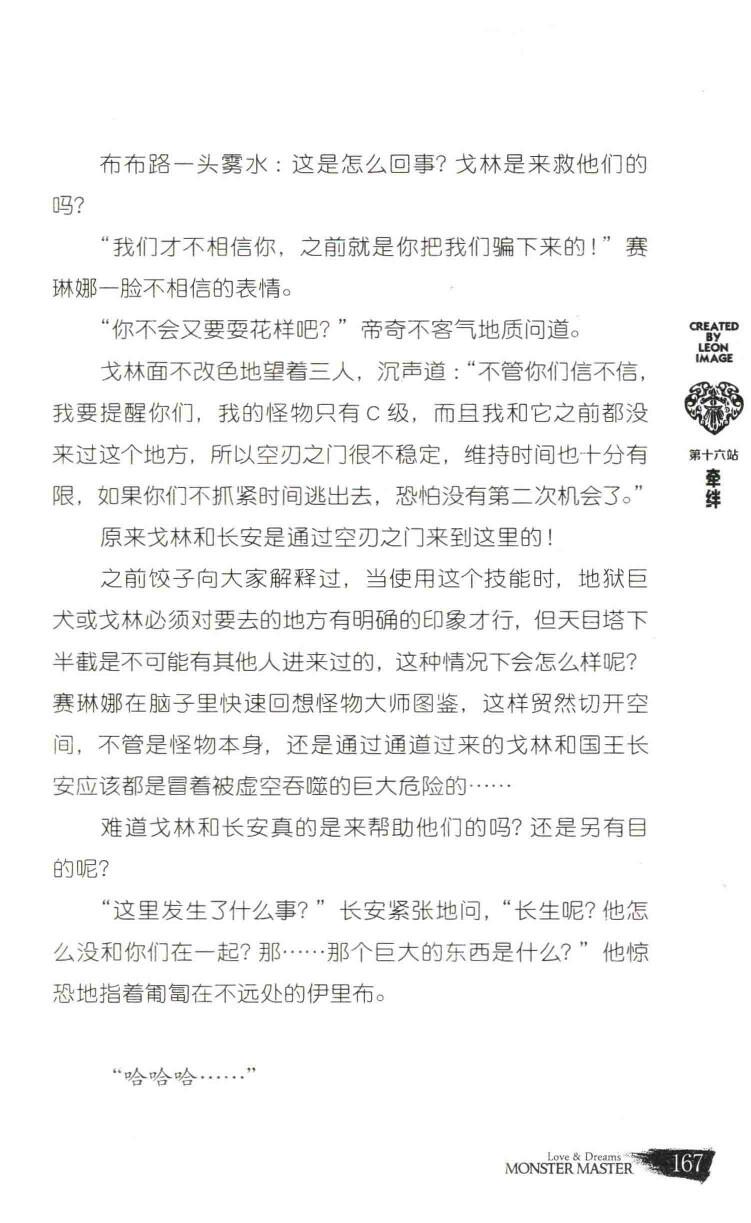 布布路一头雾水：这是怎么回事？戈林是来救他们的
吗？
“我们才不相信你，之前就是你把我们骗下来的！”赛
琳娜一脸不相信的表情。
“你不会又要耍花样吧？”帝奇不客气地质问道。
戈林面不改色地望着三人，沉声道：“不管你们信不信，
我要提醒你们，我的怪物只有C级，而且我和它之前都没
来过这个地方，所以空刃之门很不稳定，维持时间也十分有
限，如果你们不抓紧时间逃出去，恐怕没有第二次机会了。”
原来戈林和长安是通过空刃之门来到这里的！
之前饺子向大家解释过，当使用这个技能时，地狱巨
犬或戈林必须对要去的地方有明确的印象才行，但天目塔下
半截是不可能有其他人进来过的，这种情况下会怎么样呢？
赛琳娜在脑子里快速回想怪物大师图鉴，这样贸然切开空
间，不管是怪物本身，还是通过通道过来的戈林和国王长
安应该都是冒着被虚空吞噬的巨大危险的……
难道戈林和长安真的是来帮助他们的吗？还是另有目
的呢？
“这里发生了什么事？”长安紧张地问，“长生呢？他怎
么没和你们在一起？那……那个巨大的东西是什么？”他惊
恐地指着匍匐在不远处的伊里布。
“哈哈哈……”
CREATED
BY
LEON
IMAGE
第十六站
牵绊
Love & Dreams
MONSTER MASTER
167